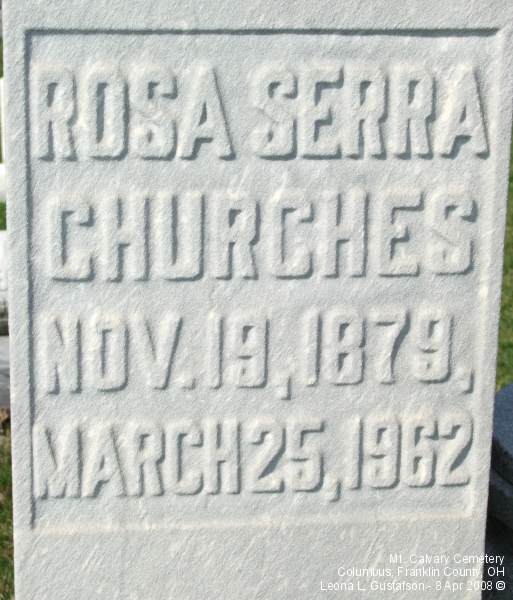 ROSA SERRA
CHURCHES
NOV. 19, 1879,
MARCH 25, 1962
Mt. Calvary Cemetery
Columbus, Franklin County, OH
Leona L. Gustafson - 8 Apr 2008 ©